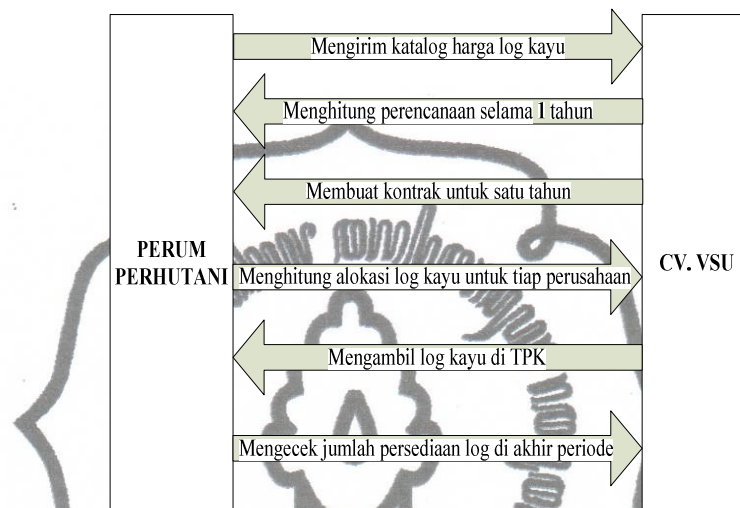 Mengirim katalog harga log kayu
Menghitung perencanaan selama 1 tahun
Membuat kontrak untuk satu tahun
PERUM
PERHUTANI
CV. VSU
Menghitung alokasi log kayu untuk tiap perusahaan
Mengambil log kayu di TPK
Mengecek jumlah persediaan log di akhir periode